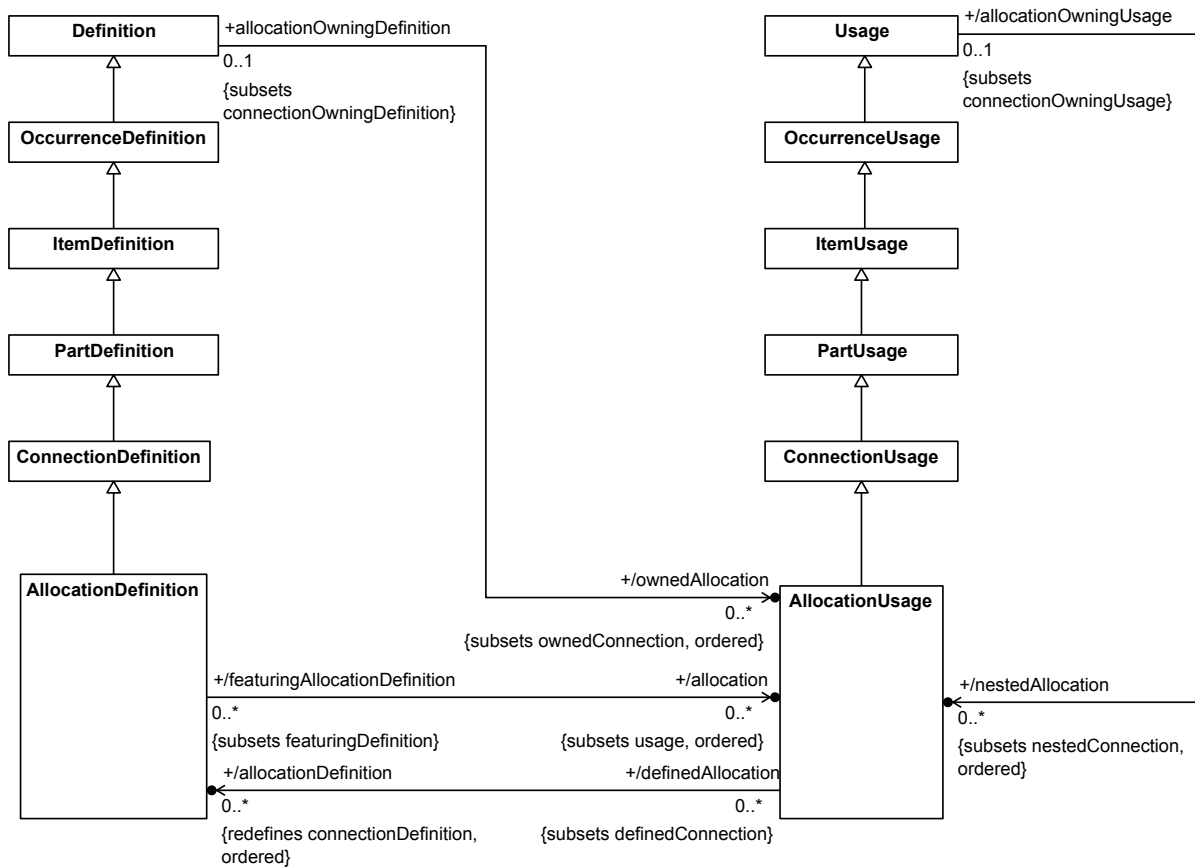 Definition
+allocationOwningDefinition
0..1
{subsets
connectionOwningDefinition}
Usage
+/allocationOwningUsage
0..1
{subsets
connectionOwningUsage}
OccurrenceDefinition
OccurrenceUsage
ItemDefinition
ItemUsage
PartDefinition
PartUsage
ConnectionDefinition
ConnectionUsage
AllocationDefinition
AllocationUsage
+/ownedAllocation
0..*
{subsets ownedConnection, ordered}
+/featuringAllocationDefinition
0..*
{subsets featuringDefinition}
+/allocation
0..*
{subsets usage, ordered}
+/nestedAllocation
0..*
{subsets nestedConnection,
ordered}
+/allocationDefinition
0..*
{redefines connectionDefinition,
ordered}
+/definedAllocation
0..*
{subsets definedConnection}